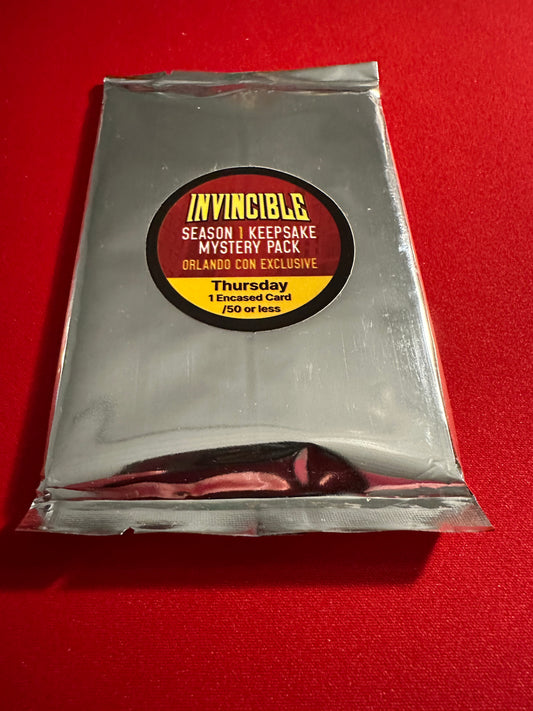 INVINCIBLE
SEASON 1 KEEPSAKE
MYSTERY PACK
ORLANDO CON EXCLUSIVE
Thursday
1 Encased Card
/50 or less